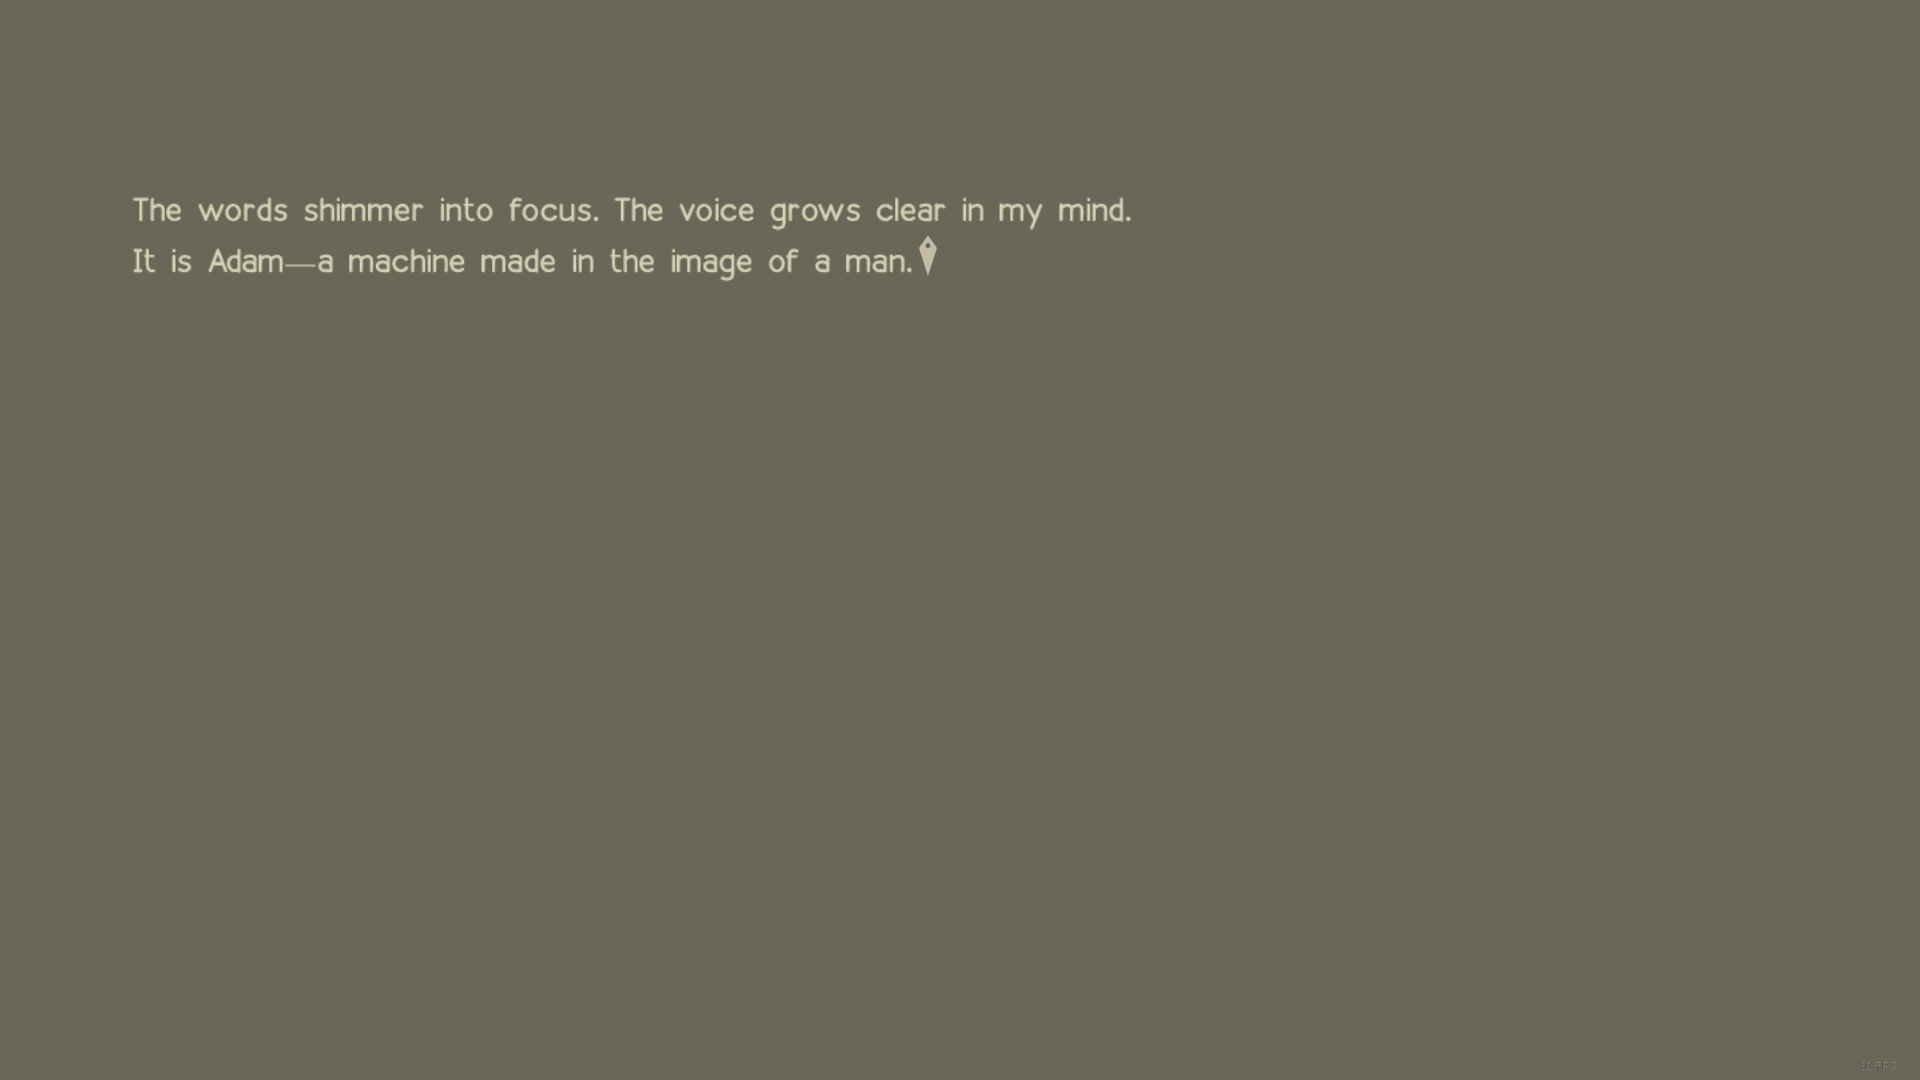 The words shimmer into focus. The voice grows clear in my mind.
It is Adam—a machine made in the image of a man.